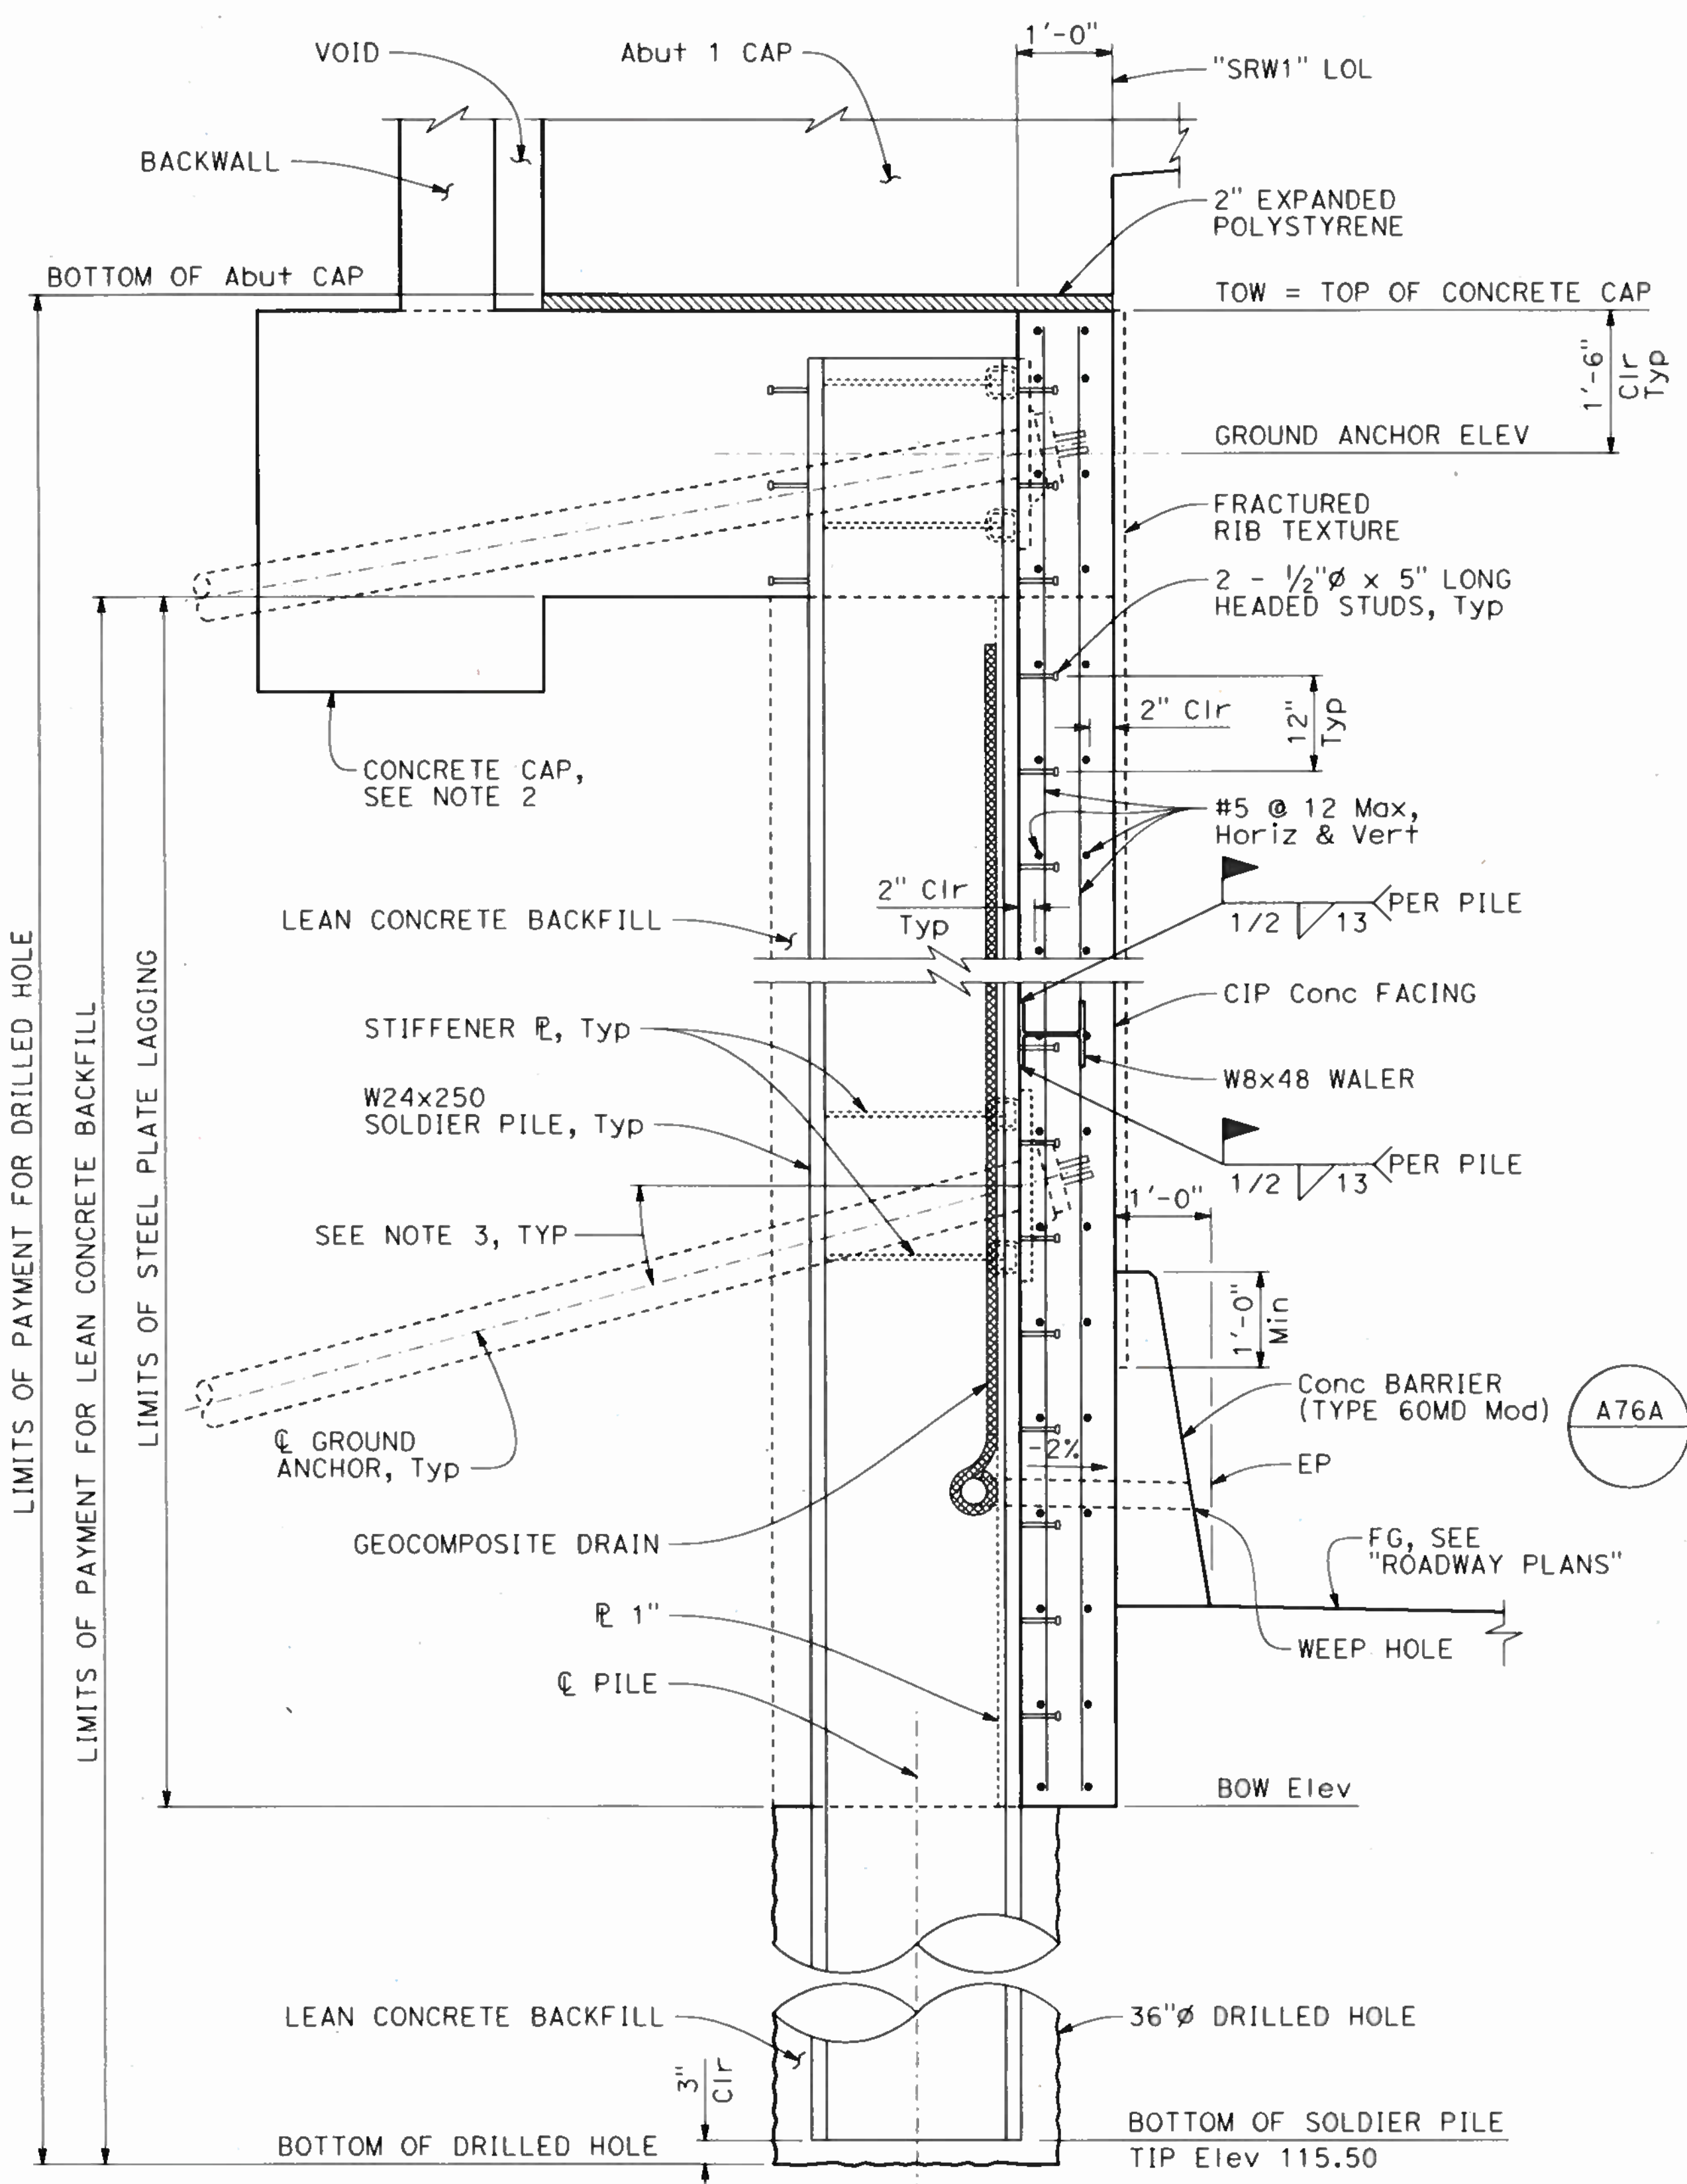 1'-0"
VOID
Abut 1 CAP
"SRW1" LOL
BACKWALL
2" EXPANDED
POLYSTYRENE
BOTTOM OF Abut CAP
TOW = TOP OF CONCRETE CAP
1'-6"
Clr
Typ
GROUND ANCHOR ELEV
FRACTURED
RIB TEXTURE
2 - 1/2"Ø x 5" LONG
HEADED STUDS, Typ
2" Clr
12"
Typ
CONCRETE CAP,
SEE NOTE 2
#5 @ 12 Max,
Horiz & Vert
2" Clr
Typ
LEAN CONCRETE BACKFILL
1/2 13 PER PILE
CIP Conc FACING
STIFFENER ℄, Typ
W8x48 WALER
W24x250
SOLDIER PILE, Typ
1/2 13 PER PILE
1'-0"
SEE NOTE 3, TYP
1'-0"
Min
Conc BARRIER
(TYPE 60MD Mod)
A76A
℄ GROUND
ANCHOR, Typ
-2%
EP
GEOCOMPOSITE DRAIN
FG, SEE
"ROADWAY PLANS"
PL 1"
WEEP HOLE
℄ PILE
BOW Elev
LIMITS OF PAYMENT FOR DRILLED HOLE
LIMITS OF PAYMENT FOR LEAN CONCRETE BACKFILL
LIMITS OF STEEL PLATE LAGGING
LEAN CONCRETE BACKFILL
36"Ø DRILLED HOLE
3"
Clr
BOTTOM OF DRILLED HOLE
BOTTOM OF SOLDIER PILE
TIP Elev 115.50